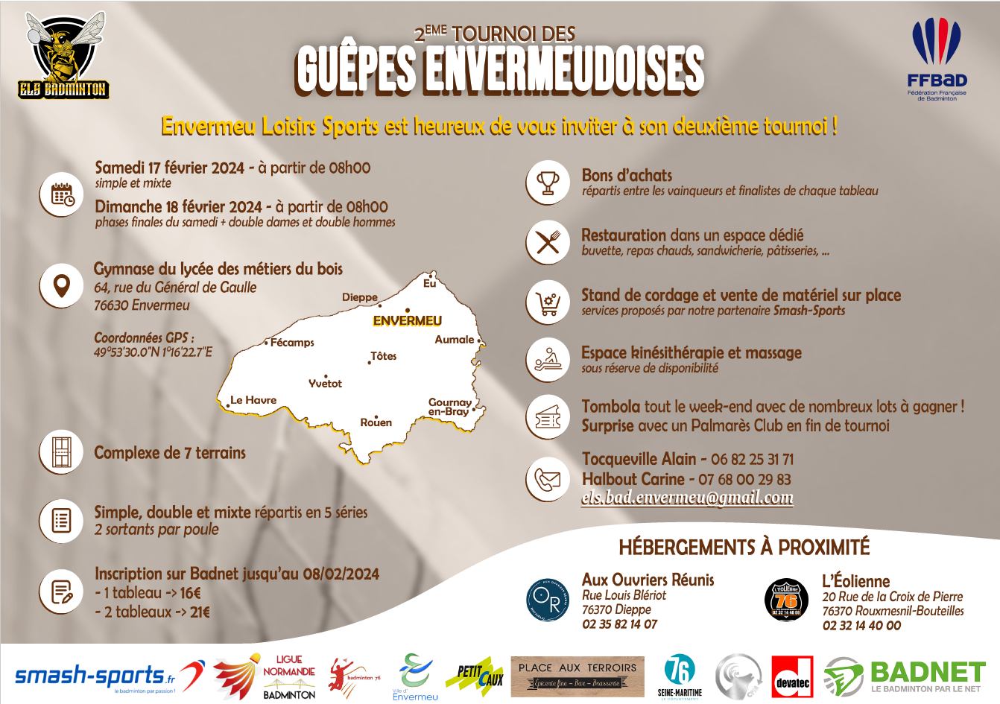 ELS BADMINTON
2EME TOURNOI DES
GUÊPES ENVERMEUDOISES
FFBaD
Fédération Française
de Badminton
Envermeu Loisirs Sports est heureux de vous inviter à son deuxième tournoi !
Samedi 17 février 2024 - à partir de 08h00
simple et mixte
Dimanche 18 février 2024 - à partir de 08h00
phases finales du samedi + double dames et double hommes
Gymnase du lycée des métiers du bois
64, rue du Général de Gaulle
76630 Envermeu
Coordonnées GPS :
49°53'30.0"N 1°16'22.7"E
Eu
Dieppe
ENVERMEU
Aumale
Fécamps
Tôtes
Yvetot
Le Havre
Gournay
en-Bray
Rouen
Complexe de 7 terrains
Simple, double et mixte répartis en 5 séries
2 sortants par poule
Inscription sur Badnet jusqu'au 08/02/2024
- 1 tableau -> 16€
- 2 tableaux -> 21€
Bons d'achats
répartis entre les vainqueurs et finalistes de chaque tableau
Restauration dans un espace dédié
buvette, repas chauds, sandwicherie, pâtisseries, ...
Stand de cordage et vente de matériel sur place
services proposés par notre partenaire Smash-Sports
Espace kinésithérapie et massage
sous réserve de disponibilité
Tombola tout le week-end avec de nombreux lots à gagner !
Surprise avec un Palmarès Club en fin de tournoi
Tocqueville Alain - 06 82 25 31 71
Halbout Carine - 07 68 00 29 83
els.bad.envermeu@gmail.com
HÉBERGEMENTS À PROXIMITÉ
AUX OUVRIERS RÉUNIS
OR
Aux Ouvriers Réunis
Rue Louis Blériot
76370 Dieppe
02 35 82 14 07
L'EOLIENNE
76
02 32 14 40 00
L'Éolienne
20 Rue de la Croix de Pierre
76370 Rouxmesnil-Bouteilles
02 32 14 40 00
smash-sports.fr
le badminton par passion !
LIGUE
NORMANDIE
BADMINTON
badminton 76
Ville d'
Envermeu
PETIT
CAUX
PLACE AUX TERROIRS
Épicerie fine - Bar - Brasserie
76
SEINE-MARITIME
LE DÉPARTEMENT
devatec
BADNET
LE BADMINTON PAR LE NET